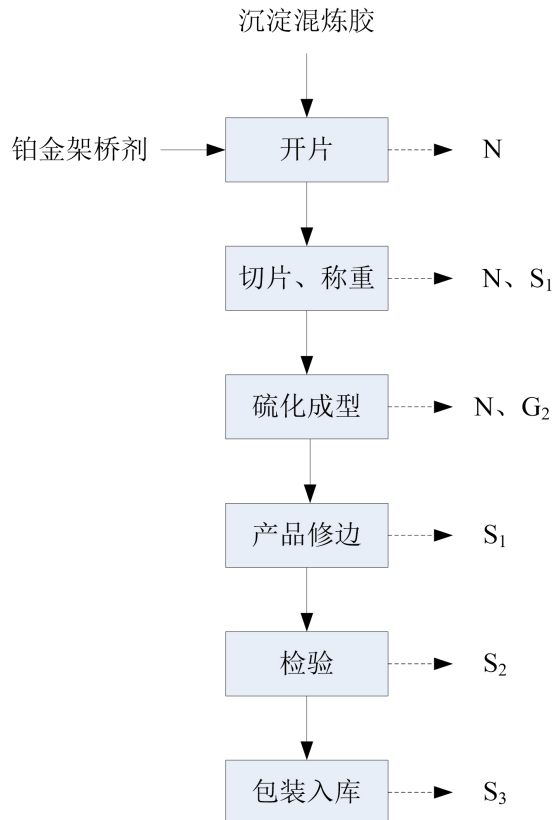 沉淀混炼胶
铂金架桥剂
开片
N
切片、称重
N、S₁
硫化成型
N、G₂
产品修边
S₁
检验
S₂
包装入库
S₃